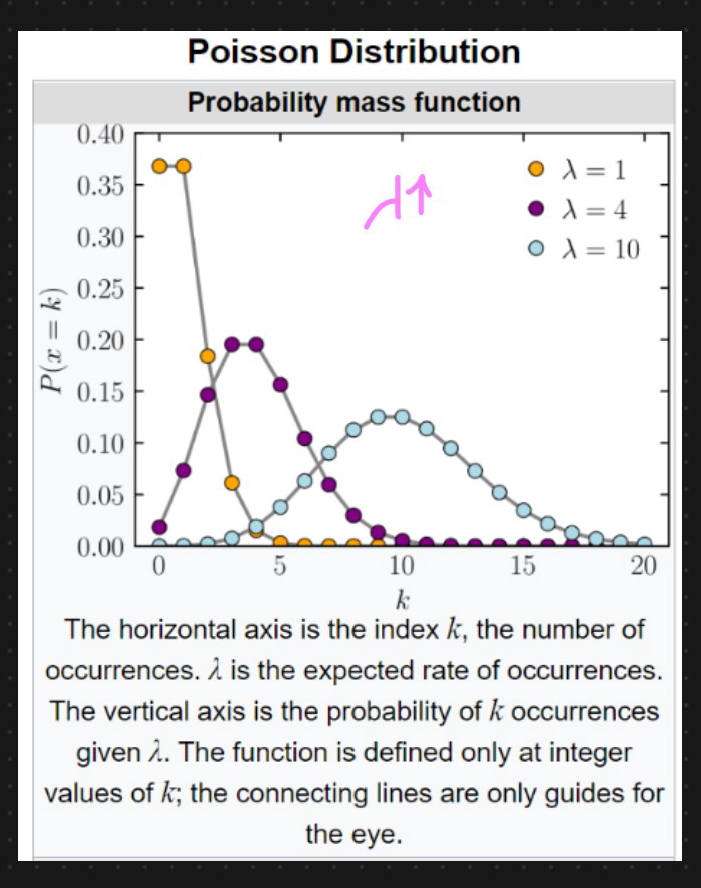 Poisson Distribution
Probability mass function
0.40
0.35
0.30
0.25
0.20
0.15
0.10
0.05
0.00
P(x = k)
λ = 1
λ = 4
λ = 10
0 5 10 15 20
k
The horizontal axis is the index k, the number of
occurrences. λ is the expected rate of occurrences.
The vertical axis is the probability of k occurrences
given λ. The function is defined only at integer
values of k; the connecting lines are only guides for
the eye.